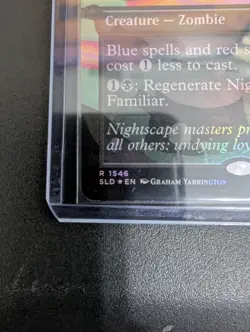 Creature — Zombie
Blue spells and red s
cost 1 less to cast.
1: Regenerate Nig
Familiar.
Nightscape masters pr
all others: undying lo
R 1546
SLD ★ EN Graham Yarrington